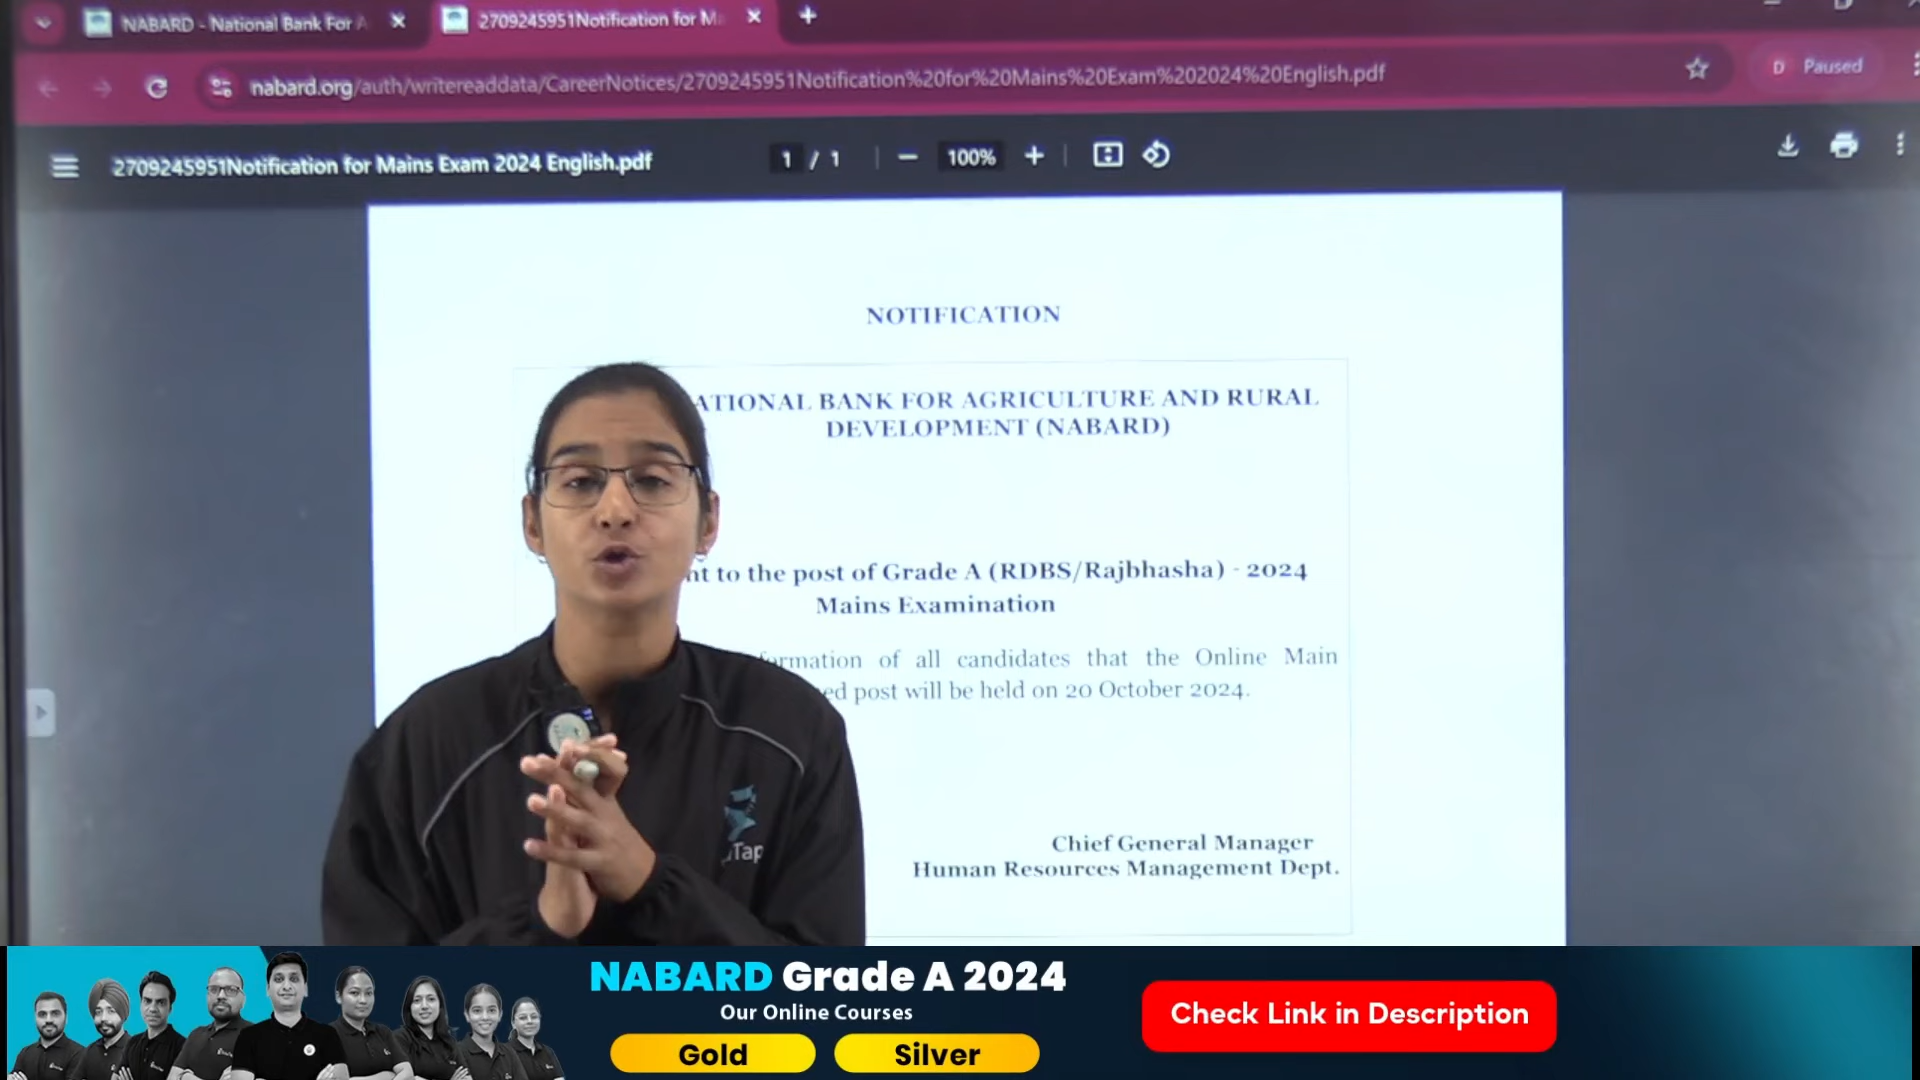 NABARD - National Bank For A
2709245951Notification for Ma
nabard.org/auth/writereaddata/CareerNotices/2709245951Notification%20for%20Mains%20Exam%202024%20English.pdf
D Paused
2709245951Notification for Mains Exam 2024 English.pdf
1 / 1
100%
NOTIFICATION
ATIONAL BANK FOR AGRICULTURE AND RURAL
DEVELOPMENT (NABARD)
nt to the post of Grade A (RDBS/Rajbhasha) - 2024
Mains Examination
formation of all candidates that the Online Main
ed post will be held on 20 October 2024.
Chief General Manager
Human Resources Management Dept.
Tap
NABARD Grade A 2024
Our Online Courses
Gold
Silver
Check Link in Description